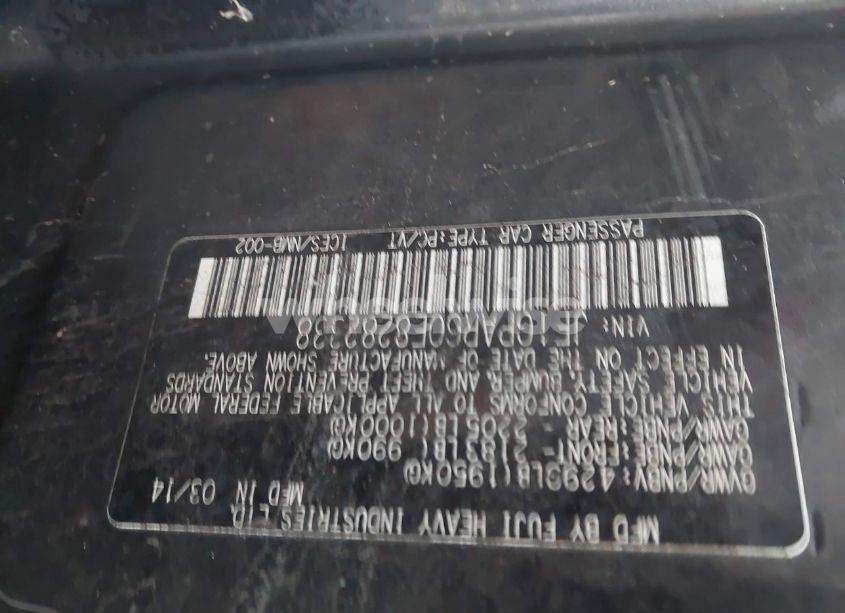 MFD BY FUJI HEAVY INDUSTRIES LTD.
GVWR/PNBV: 4299LB(1950KG) MFD IN 03/14
GAWR/PNBE:FRONT- 2183LB( 990KG)
GAWR/PNBE:REAR - 2205LB(1000KG)
THIS VEHICLE CONFORMS TO ALL APPLICABLE FEDERAL MOTOR
VEHICLE SAFETY,BUMPER AND THEFT PREVENTION STANDARDS
IN EFFECT ON THE DATE OF MANUFACTURE SHOWN ABOVE.
VIN: JF1GPAR60E8282338
PASSENGER CAR TYPE:PC/VT ICES/NMB-002